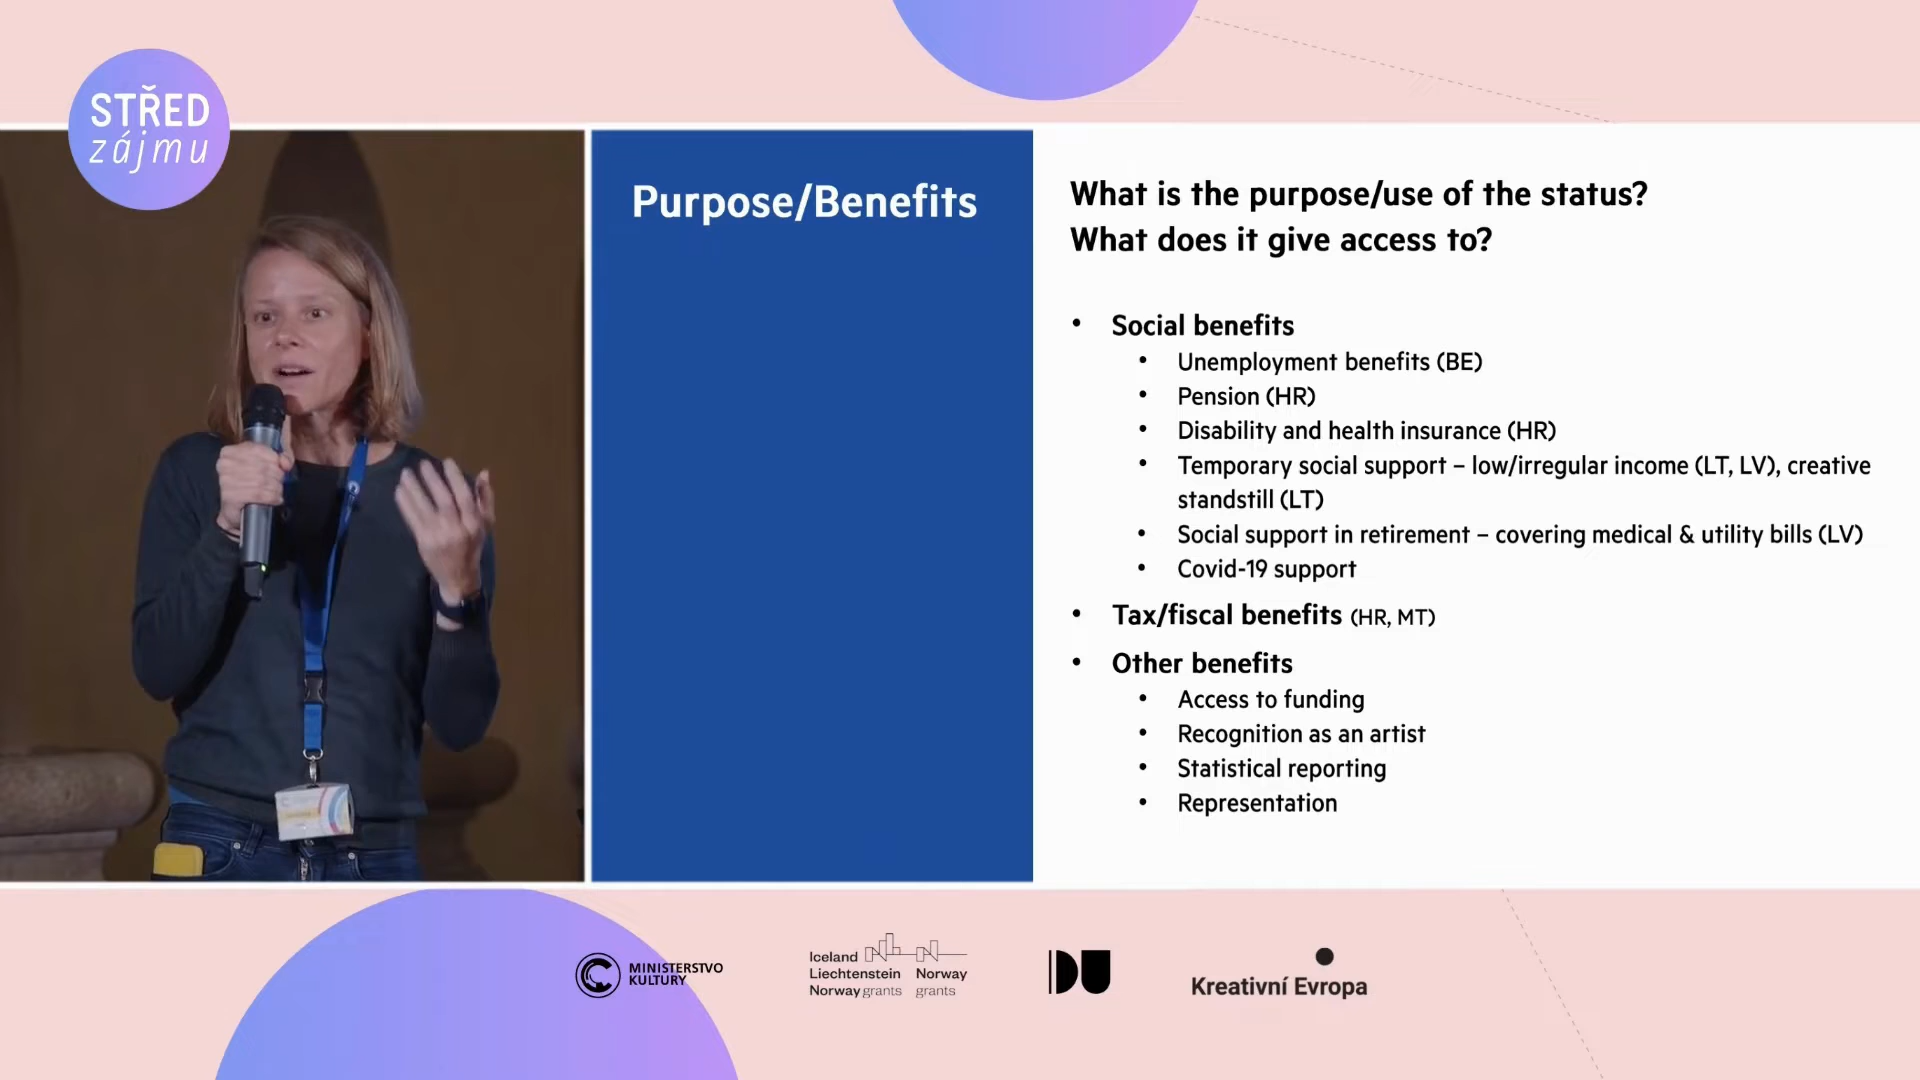 STŘED
zájmu
Purpose/Benefits
What is the purpose/use of the status?
What does it give access to?
• Social benefits
• Unemployment benefits (BE)
• Pension (HR)
• Disability and health insurance (HR)
• Temporary social support – low/irregular income (LT, LV), creative
standstill (LT)
• Social support in retirement – covering medical & utility bills (LV)
• Covid-19 support
• Tax/fiscal benefits (HR, MT)
• Other benefits
• Access to funding
• Recognition as an artist
• Statistical reporting
• Representation
MINISTERSTVO
KULTURY
Iceland
Liechtenstein
Norway grants
Norway
grants
DU
Kreativní Evropa